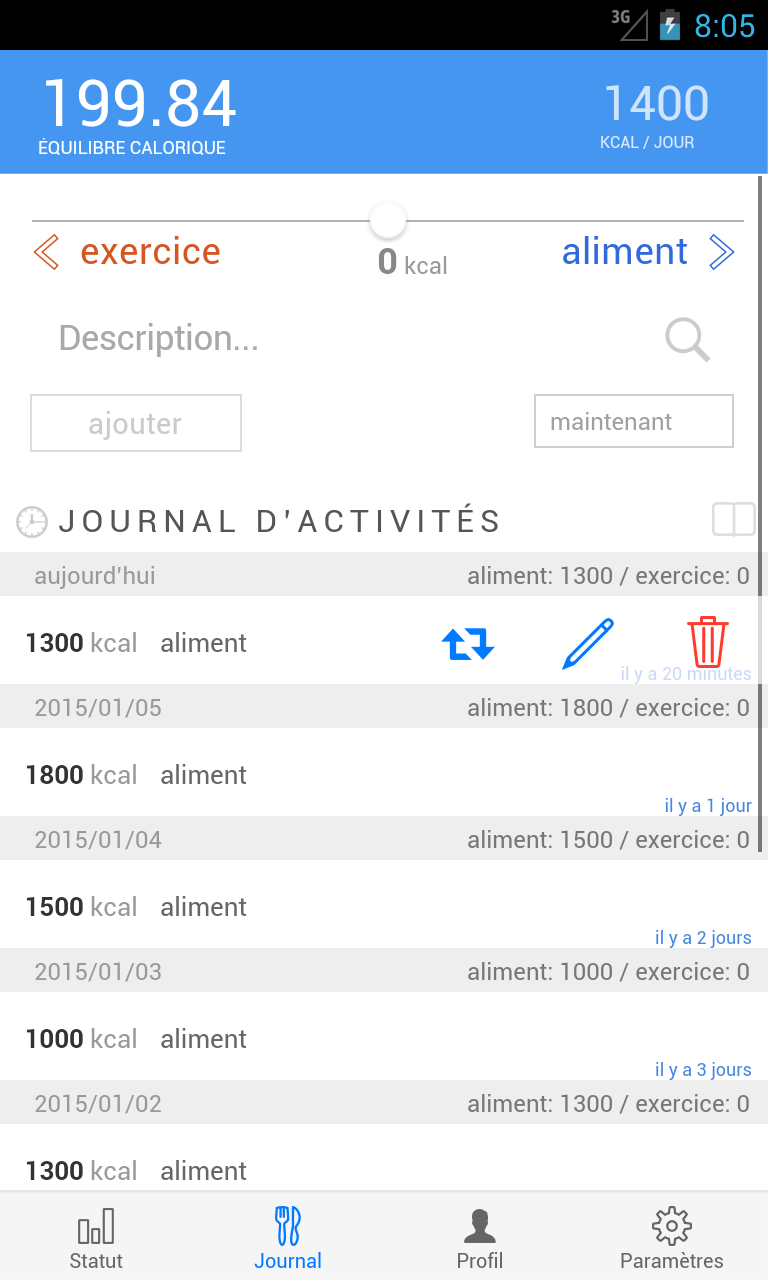 3G 8:05
199.84 1400
ÉQUILIBRE CALORIQUE KCAL / JOUR
exercice 0 kcal aliment
Description...
ajouter maintenant
JOURNAL D'ACTIVITÉS
aujourd'hui aliment: 1300 / exercice: 0
1300 kcal aliment
il y a 20 minutes
2015/01/05 aliment: 1800 / exercice: 0
1800 kcal aliment
il y a 1 jour
2015/01/04 aliment: 1500 / exercice: 0
1500 kcal aliment
il y a 2 jours
2015/01/03 aliment: 1000 / exercice: 0
1000 kcal aliment
il y a 3 jours
2015/01/02 aliment: 1300 / exercice: 0
1300 kcal aliment
Statut Journal Profil Paramètres